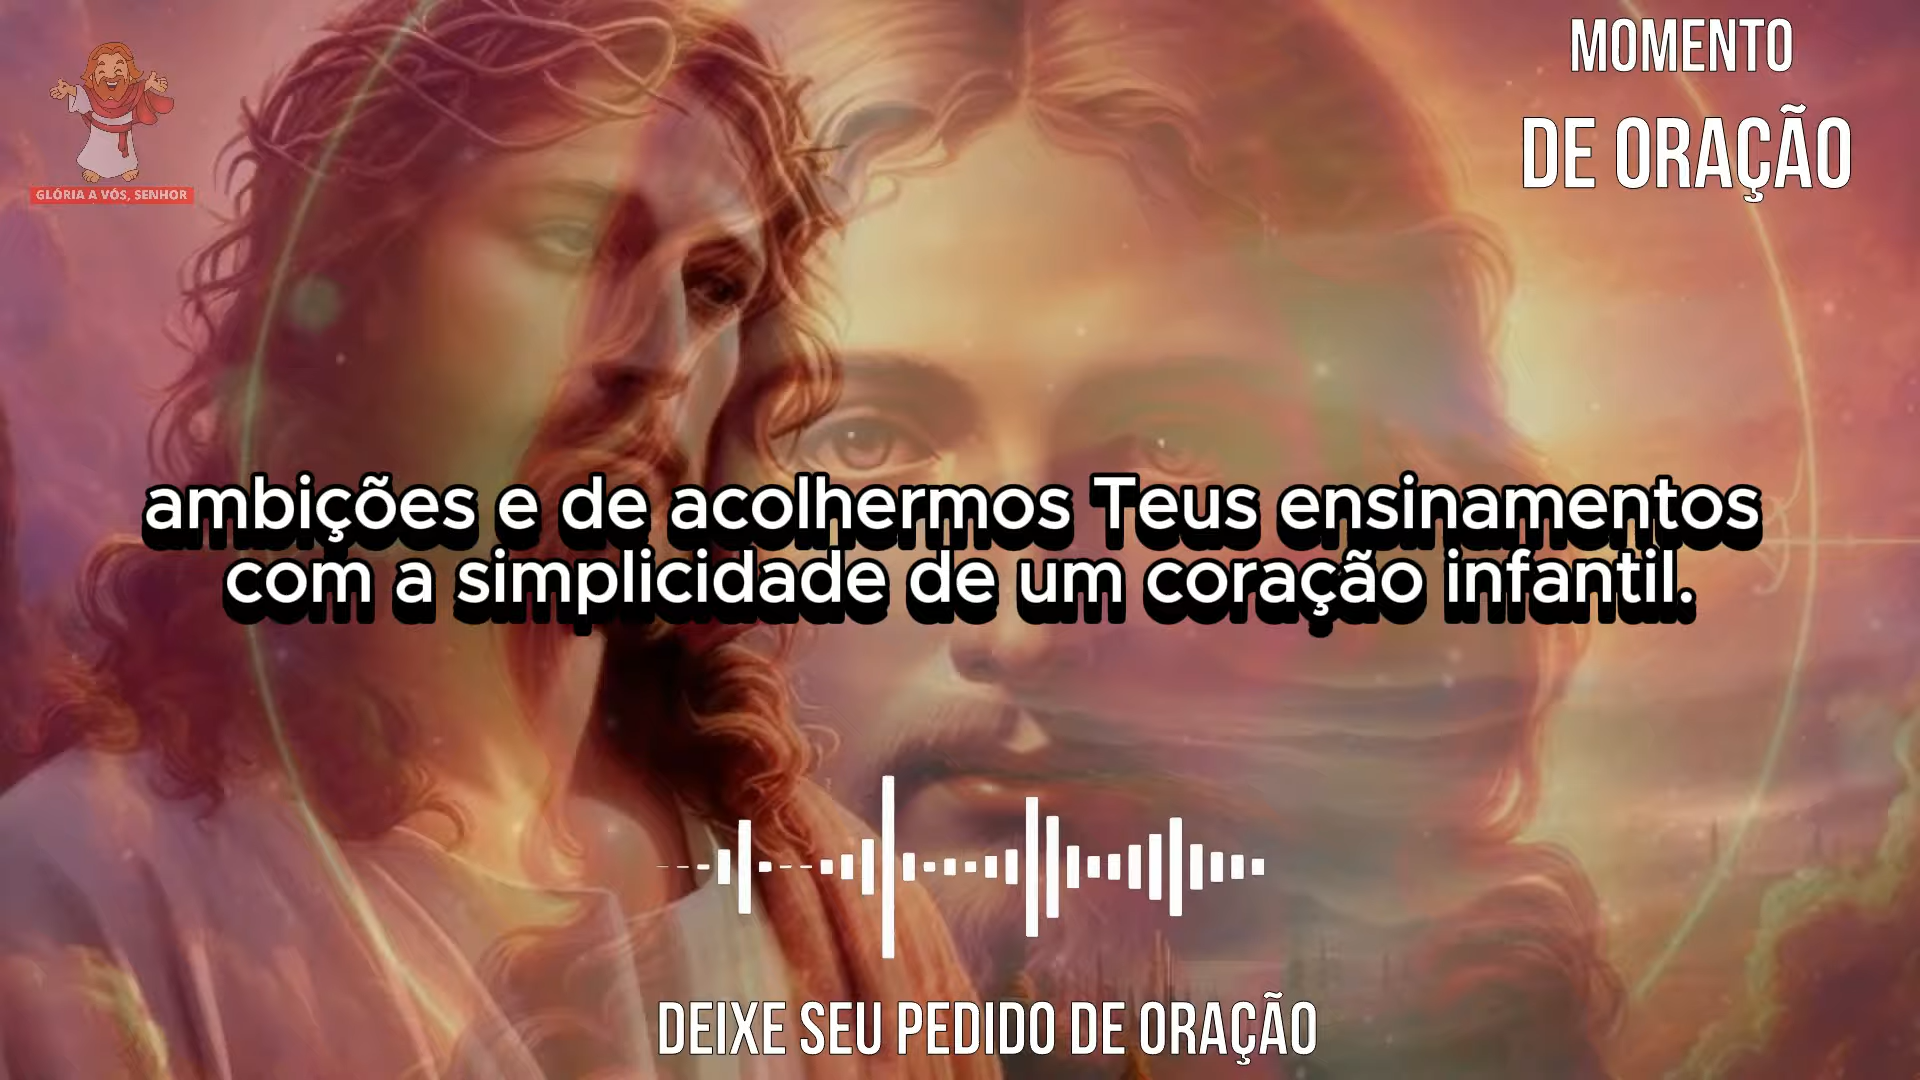 MOMENTO
DE ORAÇÃO
GLÓRIA A VÓS, SENHOR
ambições e de acolhermos Teus ensinamentos
com a simplicidade de um coração infantil.
DEIXE SEU PEDIDO DE ORAÇÃO